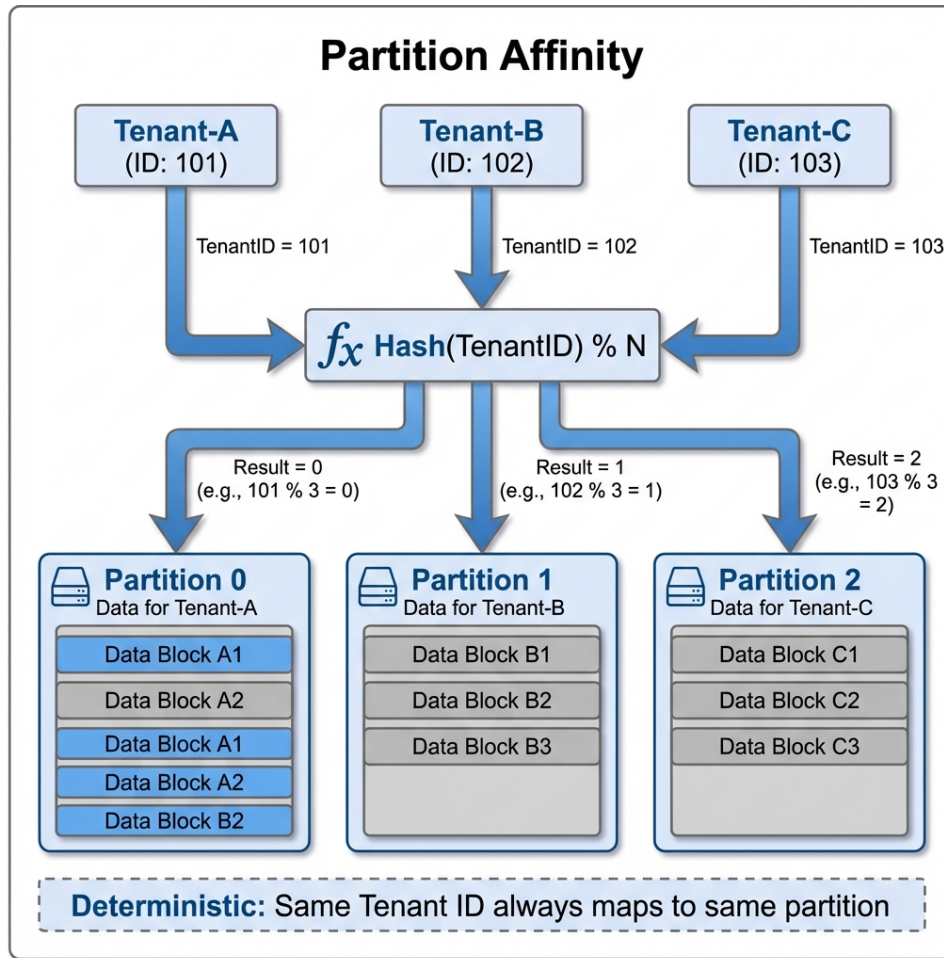 Partition Affinity
Tenant-A
(ID: 101)
Tenant-B
(ID: 102)
Tenant-C
(ID: 103)
TenantID = 101
TenantID = 102
TenantID = 103
fx Hash(TenantID) % N
Result = 0
(e.g., 101 % 3 = 0)
Result = 1
(e.g., 102 % 3 = 1)
Result = 2
(e.g., 103 % 3
= 2)
Partition 0
Data for Tenant-A
Data Block A1
Data Block A2
Data Block A1
Data Block A2
Data Block B2
Partition 1
Data for Tenant-B
Data Block B1
Data Block B2
Data Block B3
Partition 2
Data for Tenant-C
Data Block C1
Data Block C2
Data Block C3
Deterministic: Same Tenant ID always maps to same partition